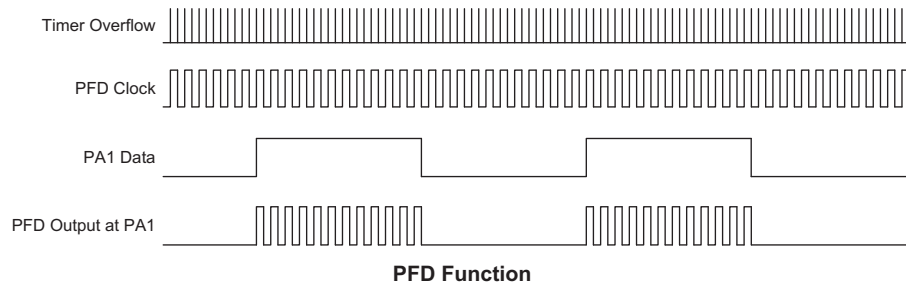 Timer Overflow
PFD Clock
PA1 Data
PFD Output at PA1
PFD Function